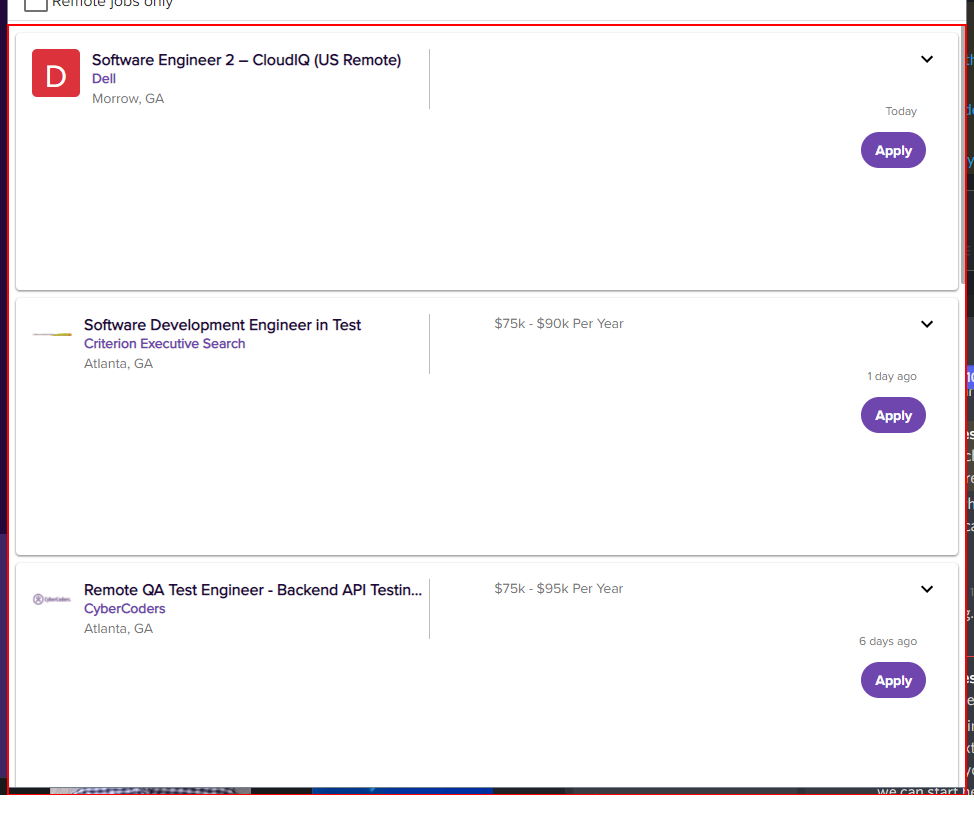 Remote jobs only
D
Software Engineer 2 – CloudIQ (US Remote)
Dell
Morrow, GA
Today
Apply
Software Development Engineer in Test
Criterion Executive Search
Atlanta, GA
$75k - $90k Per Year
1 day ago
Apply
CyberCoders
Remote QA Test Engineer - Backend API Testin...
CyberCoders
Atlanta, GA
$75k - $95k Per Year
6 days ago
Apply
we can start